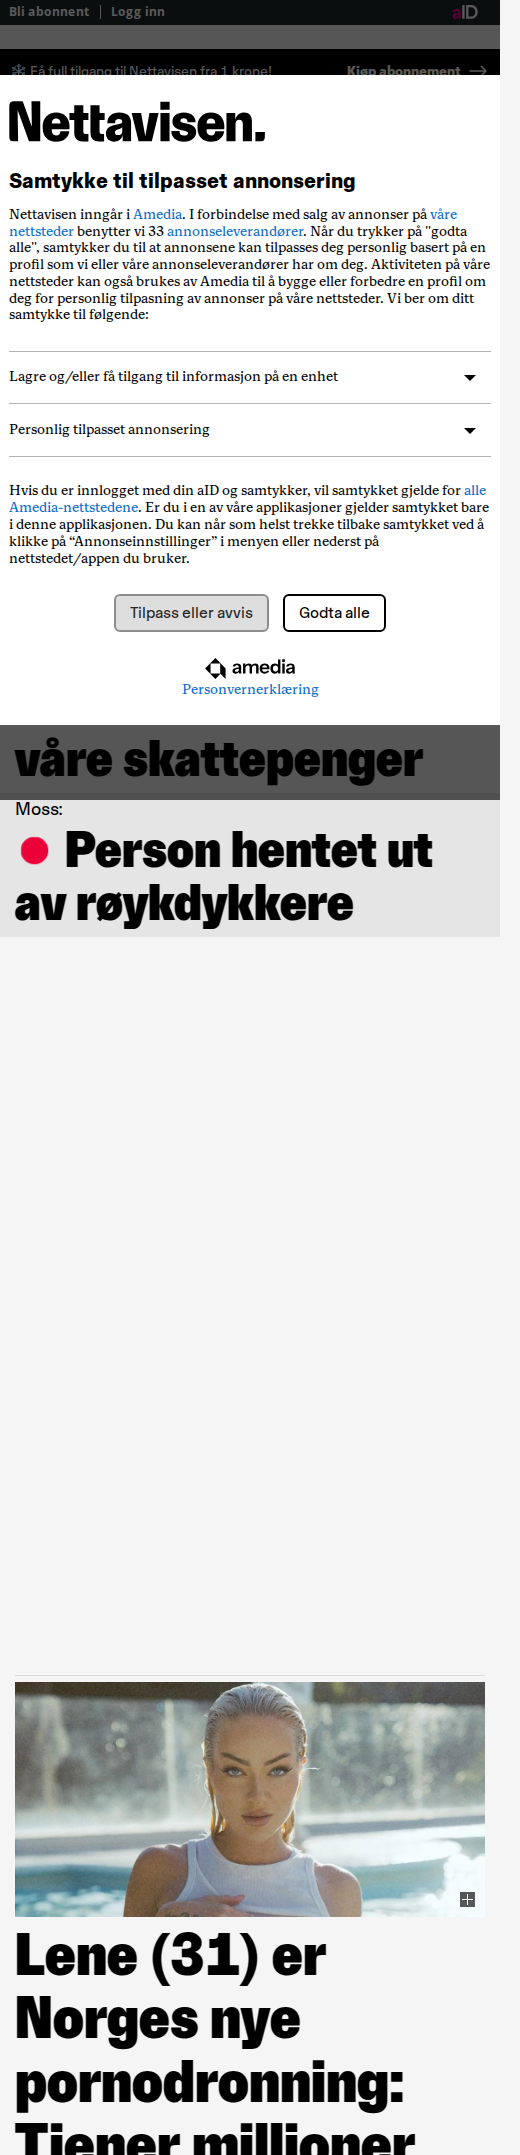 Bli abonnent | Logg inn
aID
Få full tilgang til Nettavisen fra 1 krone!
Kjøp abonnement →
Nettavisen.
Samtykke til tilpasset annonsering
Nettavisen inngår i Amedia. I forbindelse med salg av annonser på våre
nettsteder benytter vi 33 annonseleverandører. Når du trykker på "godta
alle", samtykker du til at annonsene kan tilpasses deg personlig basert på en
profil som vi eller våre annonseleverandører har om deg. Aktiviteten på våre
nettsteder kan også brukes av Amedia til å bygge eller forbedre en profil om
deg for personlig tilpasning av annonser på våre nettsteder. Vi ber om ditt
samtykke til følgende:
Lagre og/eller få tilgang til informasjon på en enhet
Personlig tilpasset annonsering
Hvis du er innlogget med din aID og samtykker, vil samtykket gjelde for alle
Amedia-nettstedene. Er du i en av våre applikasjoner gjelder samtykket bare
i denne applikasjonen. Du kan når som helst trekke tilbake samtykket ved å
klikke på “Annonseinnstillinger” i menyen eller nederst på
nettstedet/appen du bruker.
Tilpass eller avvis
Godta alle
amedia
Personvernerklæring
våre skattepenger
Moss:
Person hentet ut
av røykdykkere
Lene (31) er
Norges nye
pornodronning:
Tjener millioner